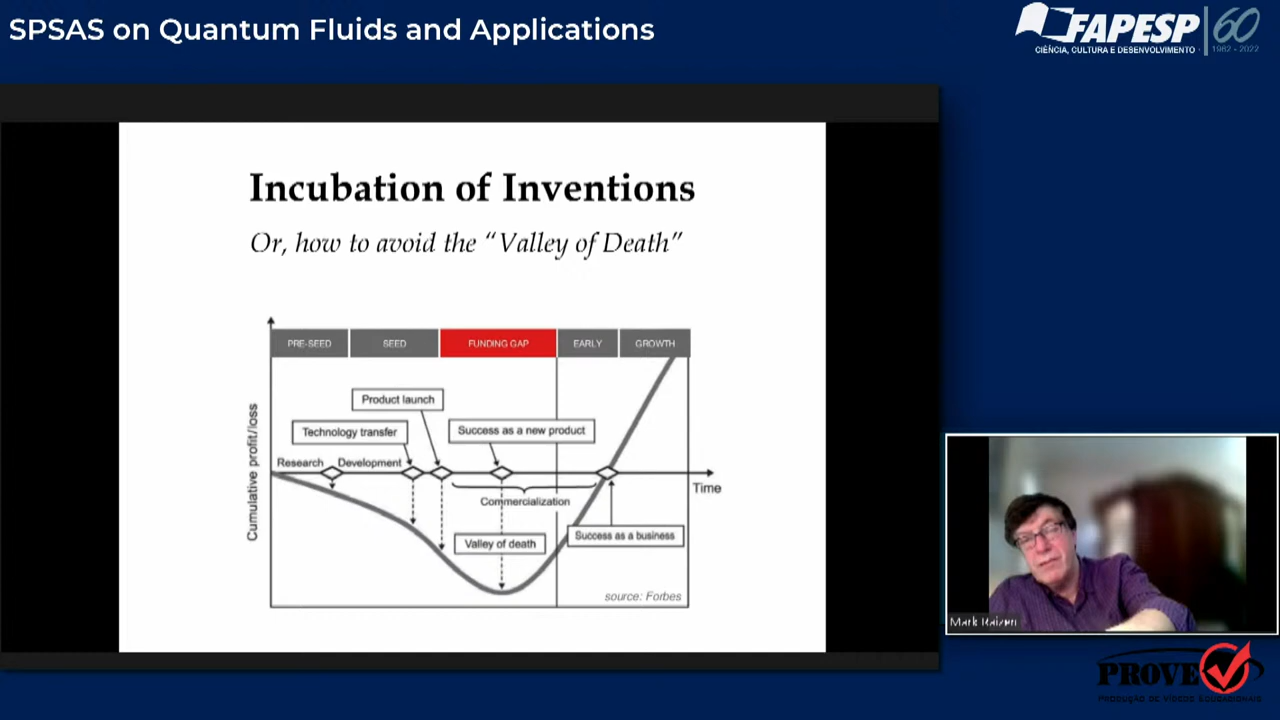 SPSAS on Quantum Fluids and Applications
FAPESP 60
CIÊNCIA, CULTURA E DESENVOLVIMENTO
1962 - 2022
Incubation of Inventions
Or, how to avoid the “Valley of Death”
PRE-SEED SEED FUNDING GAP EARLY GROWTH
Product launch
Technology transfer
Success as a new product
Research Development
Cumulative profit/loss
Time
Commercialization
Valley of death
Success as a business
source: Forbes
Mark Raizen
PROVE
PRODUÇÃO DE VÍDEOS EDUCACIONAIS